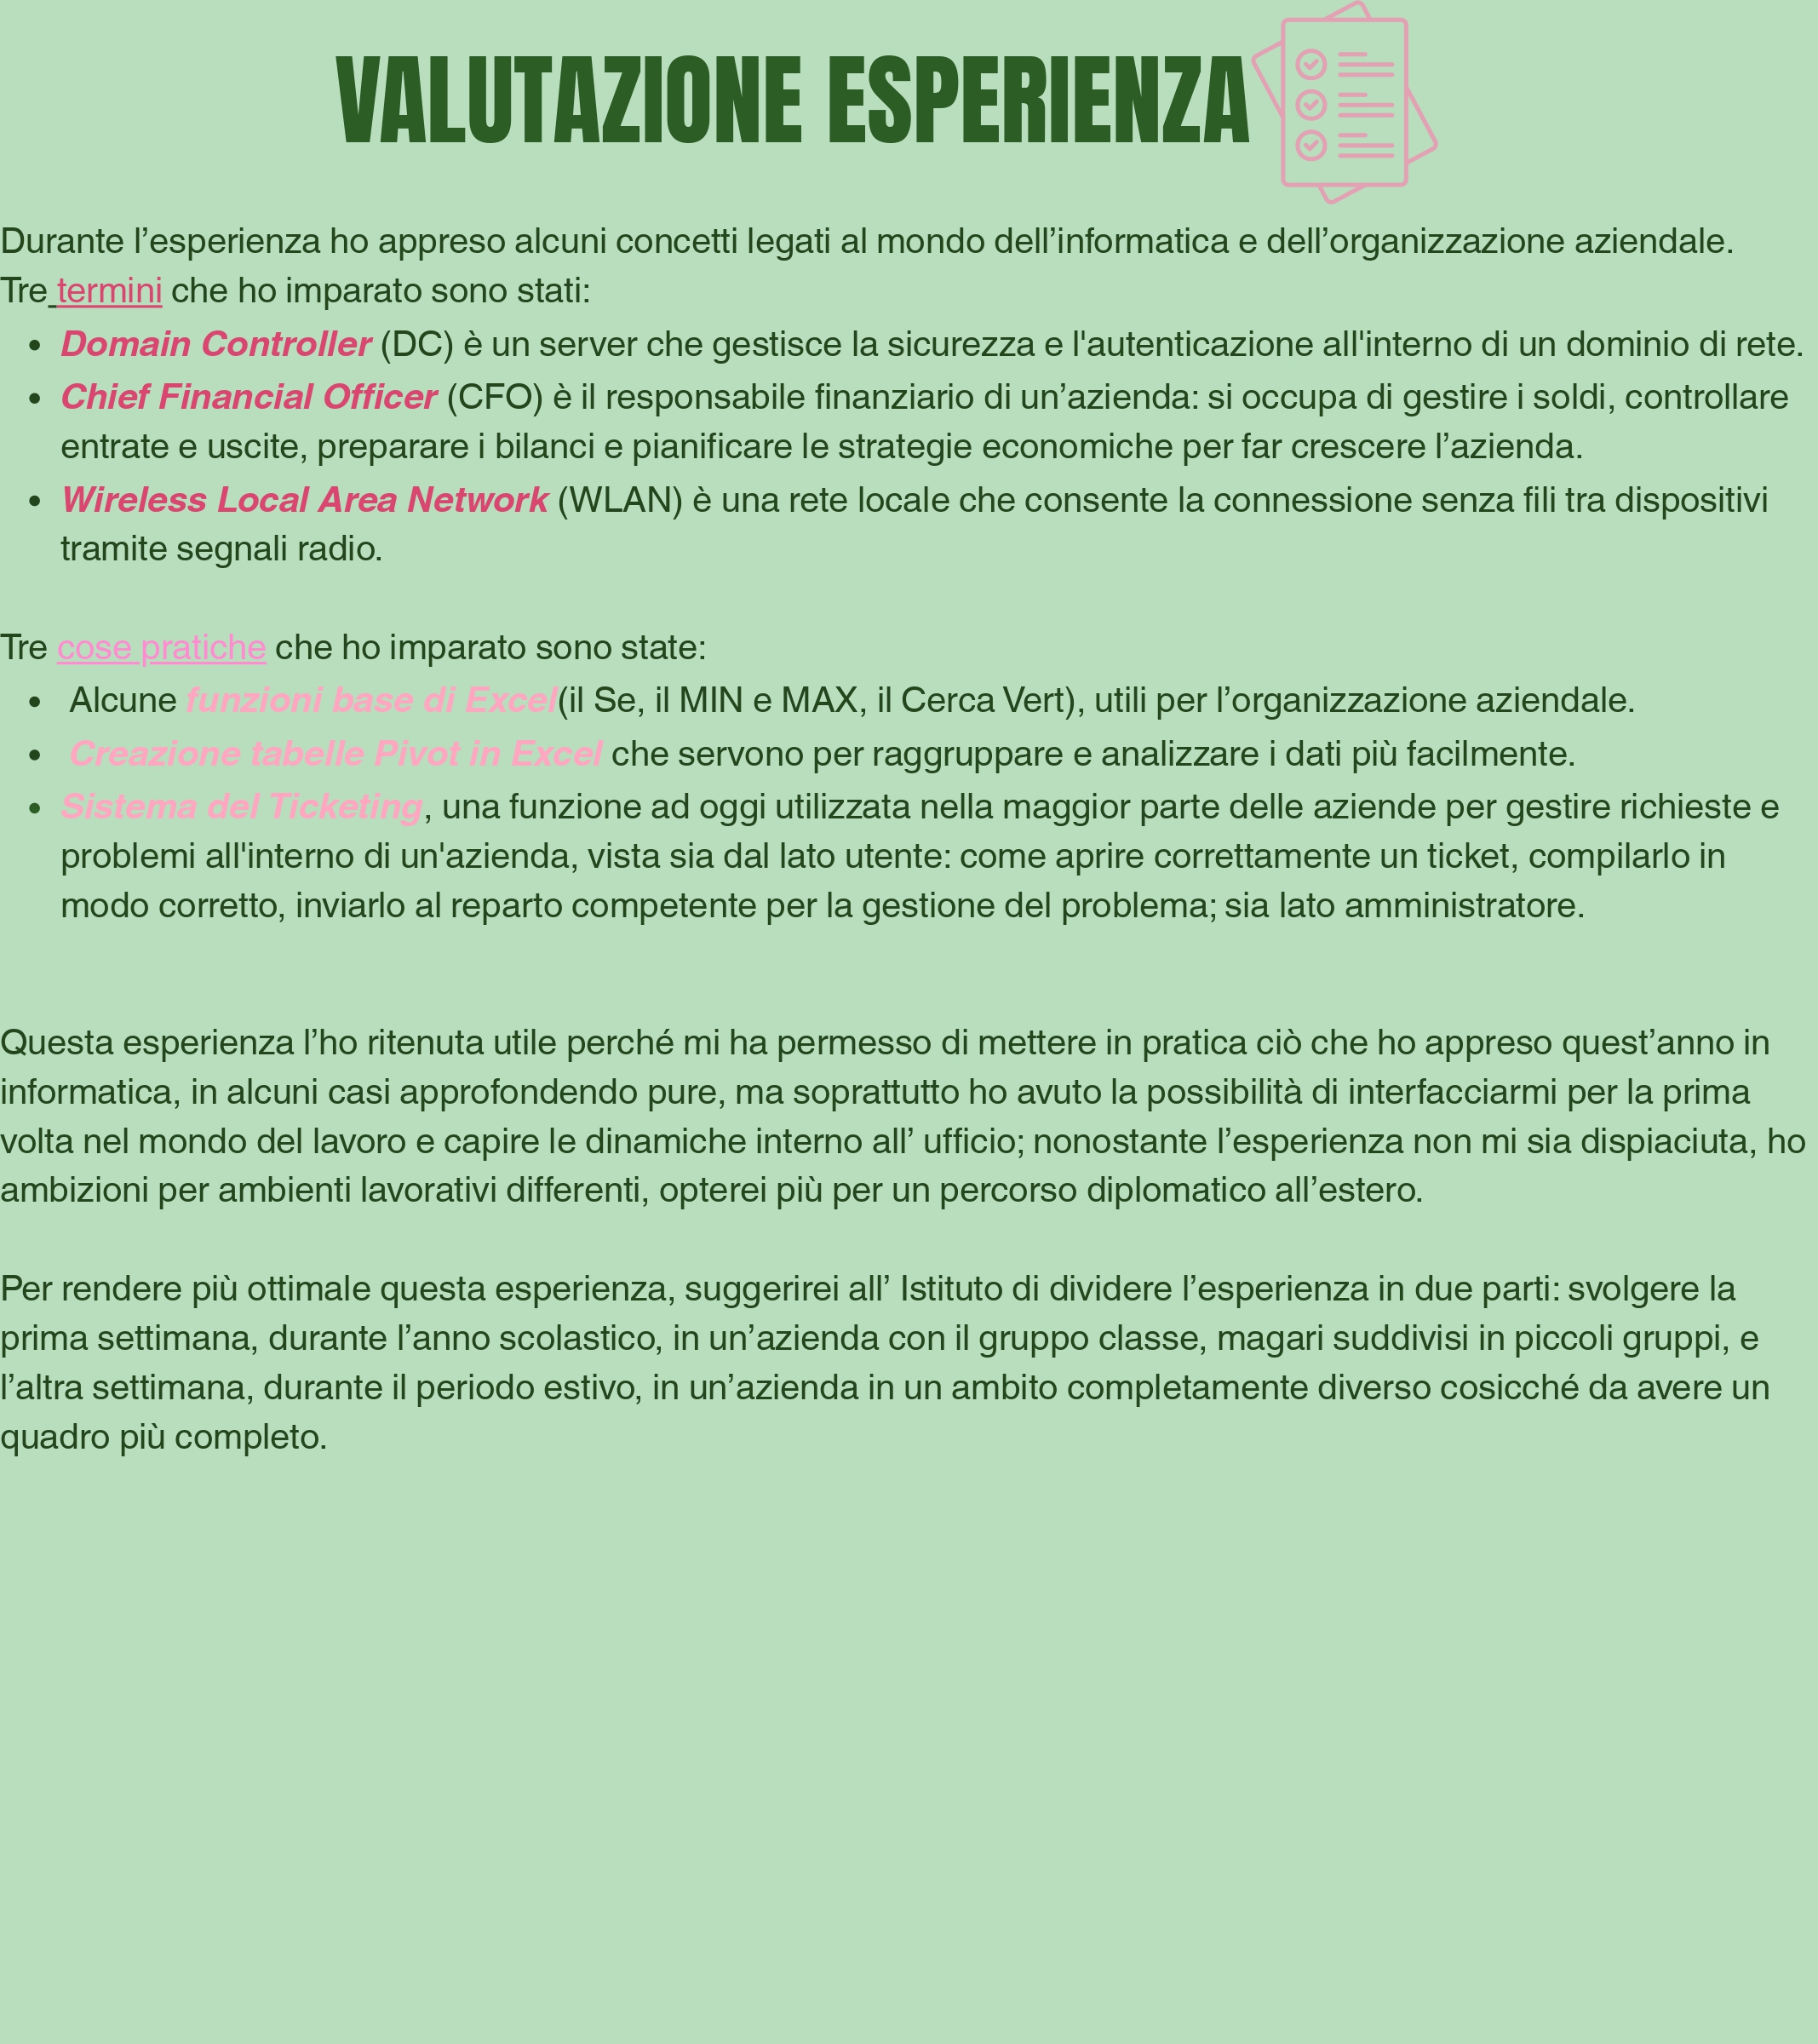 VALUTAZIONE ESPERIENZA
Durante l’esperienza ho appreso alcuni concetti legati al mondo dell’informatica e dell’organizzazione aziendale.
Tre termini che ho imparato sono stati:
• Domain Controller (DC) è un server che gestisce la sicurezza e l'autenticazione all'interno di un dominio di rete.
• Chief Financial Officer (CFO) è il responsabile finanziario di un’azienda: si occupa di gestire i soldi, controllare
entrate e uscite, preparare i bilanci e pianificare le strategie economiche per far crescere l’azienda.
• Wireless Local Area Network (WLAN) è una rete locale che consente la connessione senza fili tra dispositivi
tramite segnali radio.
Tre cose pratiche che ho imparato sono state:
• Alcune funzioni base di Excel(il Se, il MIN e MAX, il Cerca Vert), utili per l’organizzazione aziendale.
• Creazione tabelle Pivot in Excel che servono per raggruppare e analizzare i dati più facilmente.
• Sistema del Ticketing, una funzione ad oggi utilizzata nella maggior parte delle aziende per gestire richieste e
problemi all'interno di un'azienda, vista sia dal lato utente: come aprire correttamente un ticket, compilarlo in
modo corretto, inviarlo al reparto competente per la gestione del problema; sia lato amministratore.
Questa esperienza l’ho ritenuta utile perché mi ha permesso di mettere in pratica ciò che ho appreso quest’anno in
informatica, in alcuni casi approfondendo pure, ma soprattutto ho avuto la possibilità di interfacciarmi per la prima
volta nel mondo del lavoro e capire le dinamiche interno all’ ufficio; nonostante l’esperienza non mi sia dispiaciuta, ho
ambizioni per ambienti lavorativi differenti, opterei più per un percorso diplomatico all’estero.
Per rendere più ottimale questa esperienza, suggerirei all’ Istituto di dividere l’esperienza in due parti: svolgere la
prima settimana, durante l’anno scolastico, in un’azienda con il gruppo classe, magari suddivisi in piccoli gruppi, e
l’altra settimana, durante il periodo estivo, in un’azienda in un ambito completamente diverso cosicché da avere un
quadro più completo.